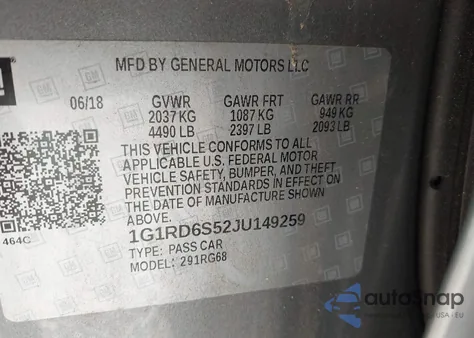 GM
MFD BY GENERAL MOTORS LLC
06/18 GVWR GAWR FRT GAWR RR
2037 KG 1087 KG 949 KG
4490 LB 2397 LB 2093 LB
THIS VEHICLE CONFORMS TO ALL
APPLICABLE U.S. FEDERAL MOTOR
VEHICLE SAFETY, BUMPER, AND THEFT
PREVENTION STANDARDS IN EFFECT ON
THE DATE OF MANUFACTURE SHOWN
ABOVE.
464C
1G1RD6S52JU149259
TYPE: PASS CAR
MODEL: 291RG68
autoSnap